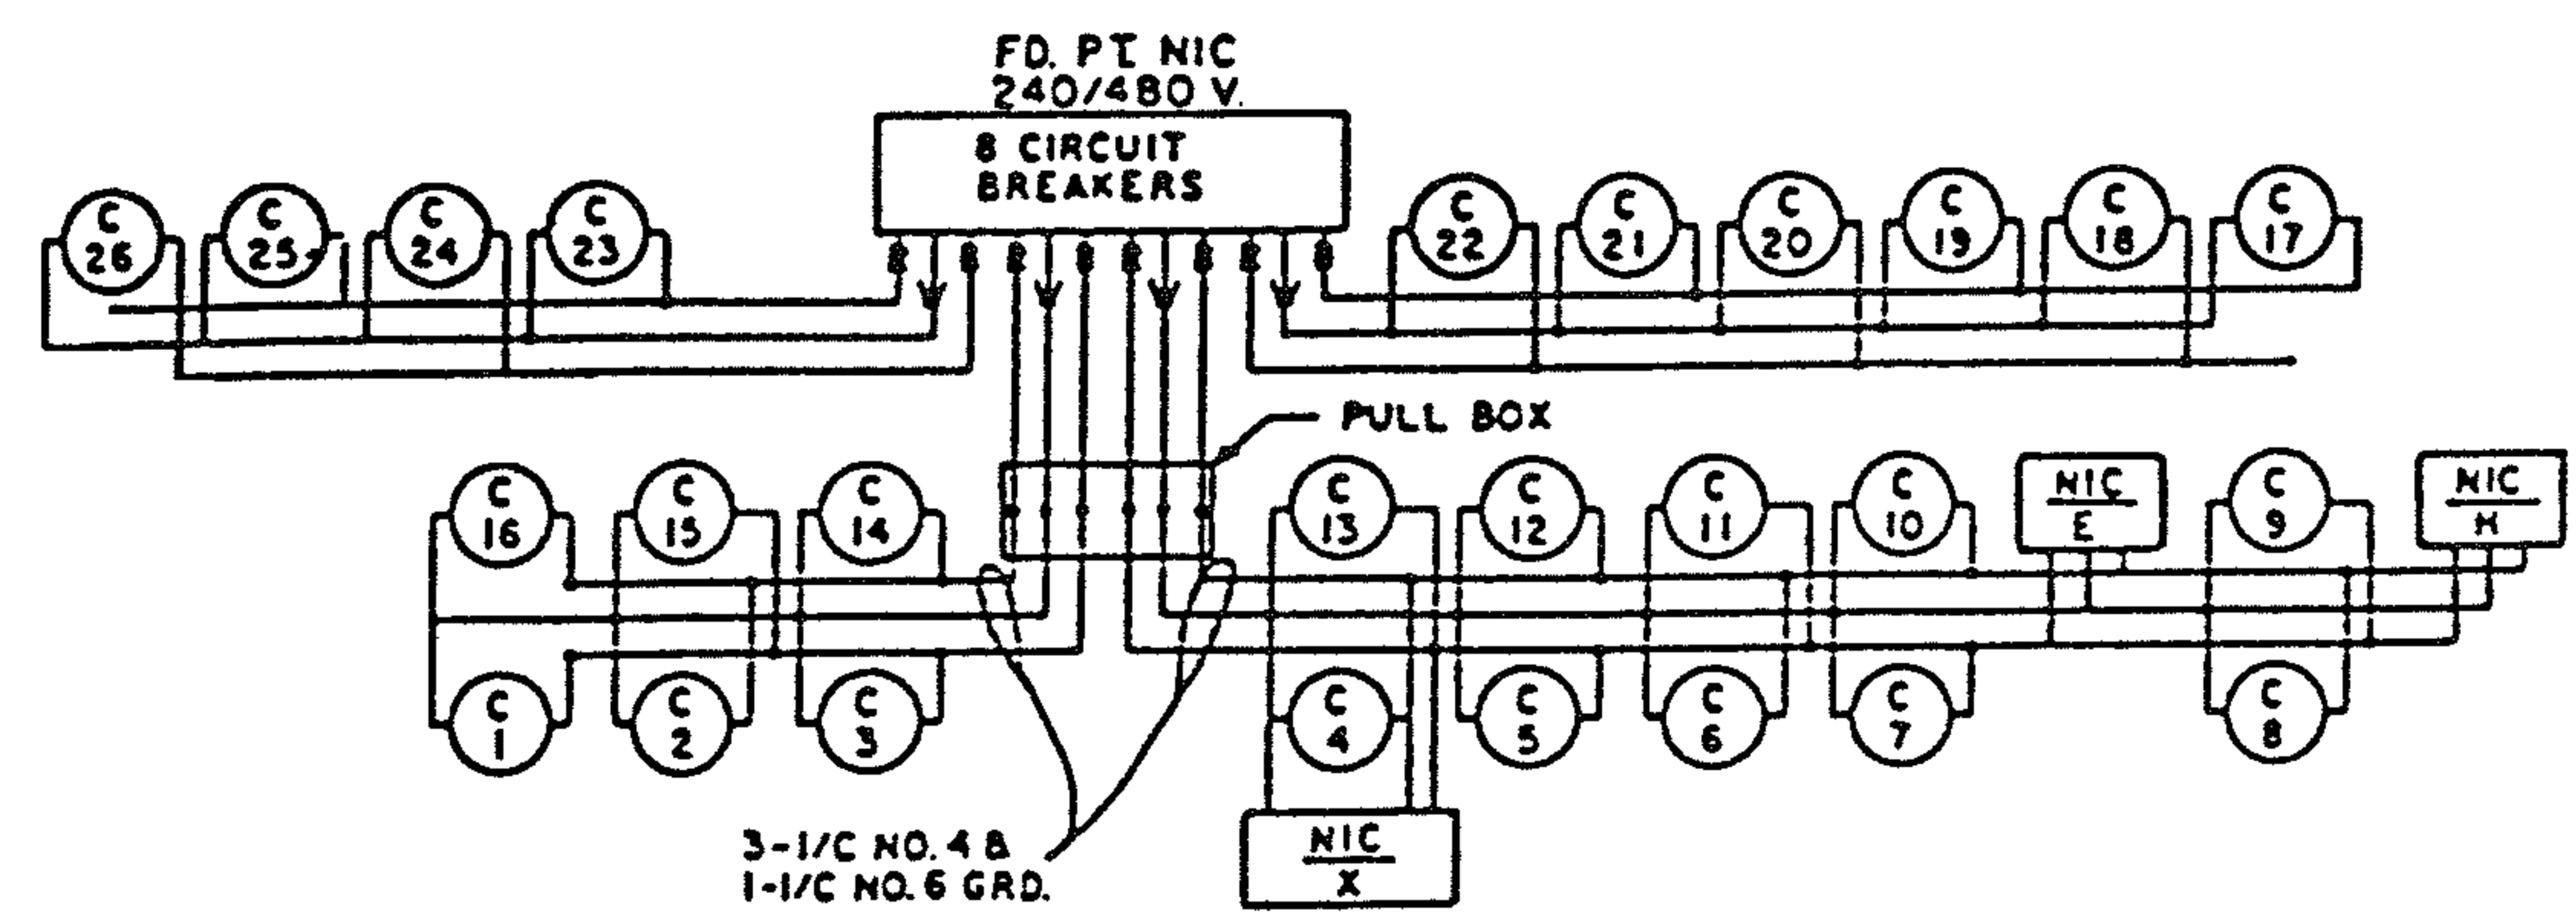 FD. PT. NIC
240/480 V.
8 CIRCUIT
BREAKERS
C
26
C
25
C
24
C
23
C
22
C
21
C
20
C
19
C
18
C
17
PULL BOX
C
16
C
15
C
14
C
13
C
12
C
11
C
10
NIC
E
C
9
NIC
H
C
1
C
2
C
3
C
4
C
5
C
6
C
7
C
8
3-1/C NO. 4 &
1-1/C NO. 6 GRD.
NIC
X